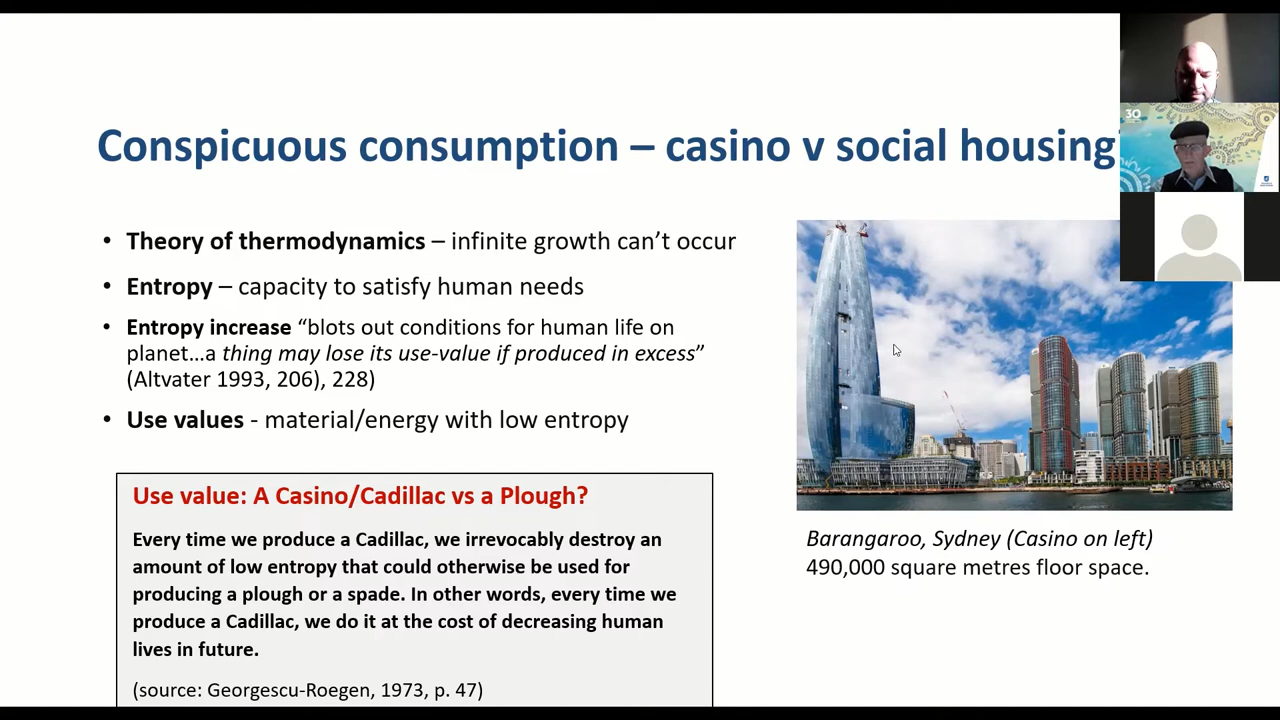 30
Conspicuous consumption – casino v social housing
• Theory of thermodynamics – infinite growth can’t occur
• Entropy – capacity to satisfy human needs
• Entropy increase “blots out conditions for human life on
planet…a thing may lose its use-value if produced in excess”
(Altvater 1993, 206), 228)
• Use values - material/energy with low entropy
Use value: A Casino/Cadillac vs a Plough?
Every time we produce a Cadillac, we irrevocably destroy an
amount of low entropy that could otherwise be used for
producing a plough or a spade. In other words, every time we
produce a Cadillac, we do it at the cost of decreasing human
lives in future.
(source: Georgescu-Roegen, 1973, p. 47)
Barangaroo, Sydney (Casino on left)
490,000 square metres floor space.